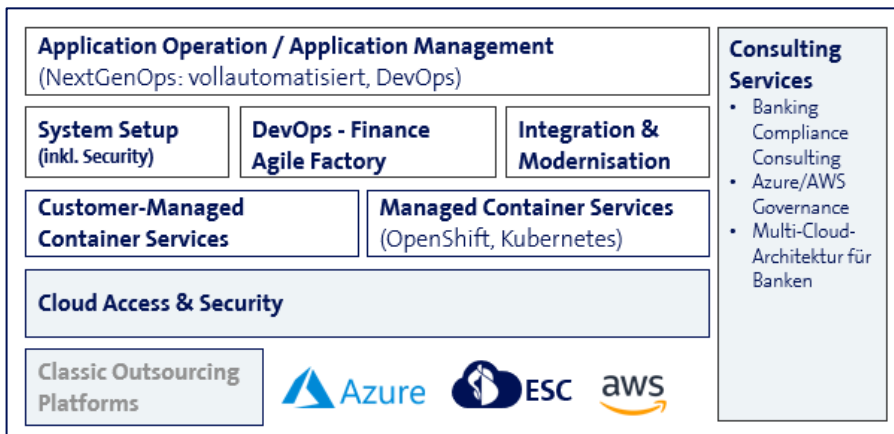 Application Operation / Application Management
(NextGenOps: vollautomatisiert, DevOps)
System Setup
(inkl. Security)
DevOps - Finance
Agile Factory
Integration &
Modernisation
Customer-Managed
Container Services
Managed Container Services
(OpenShift, Kubernetes)
Cloud Access & Security
Classic Outsourcing
Platforms
Azure
ESC
aws
Consulting
Services
• Banking
Compliance
Consulting
• Azure/AWS
Governance
• Multi-Cloud-
Architektur für
Banken